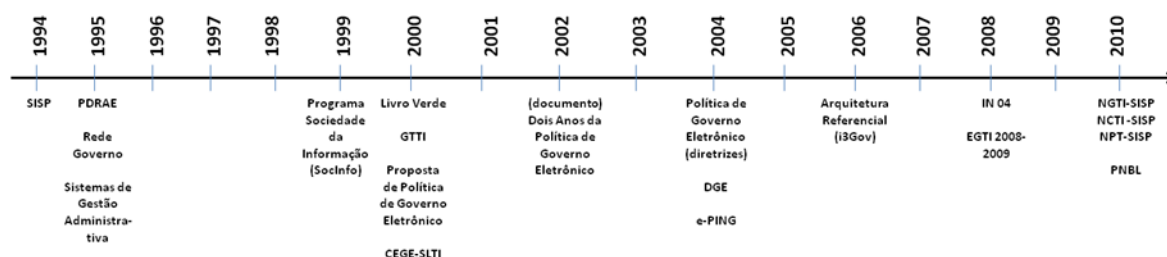 1994
1995
1996
1997
1998
1999
2000
2001
2002
2003
2004
2005
2006
2007
2008
2009
2010
SISP
PDRAE
Rede
Governo
Sistemas de
Gestão
Administra-
tiva
Programa
Sociedade
da
Informação
(SocInfo)
Livro Verde
GTTI
Proposta
de Política
de Governo
Eletrônico
CEGE-SLTI
(documento)
Dois Anos da
Política de
Governo
Eletrônico
Política de
Governo
Eletrônico
(diretrizes)
DGE
e-PING
Arquitetura
Referencial
(i3Gov)
IN 04
EGTI 2008-
2009
NGTI-SISP
NCTI -SISP
NPT-SISP
PNBL